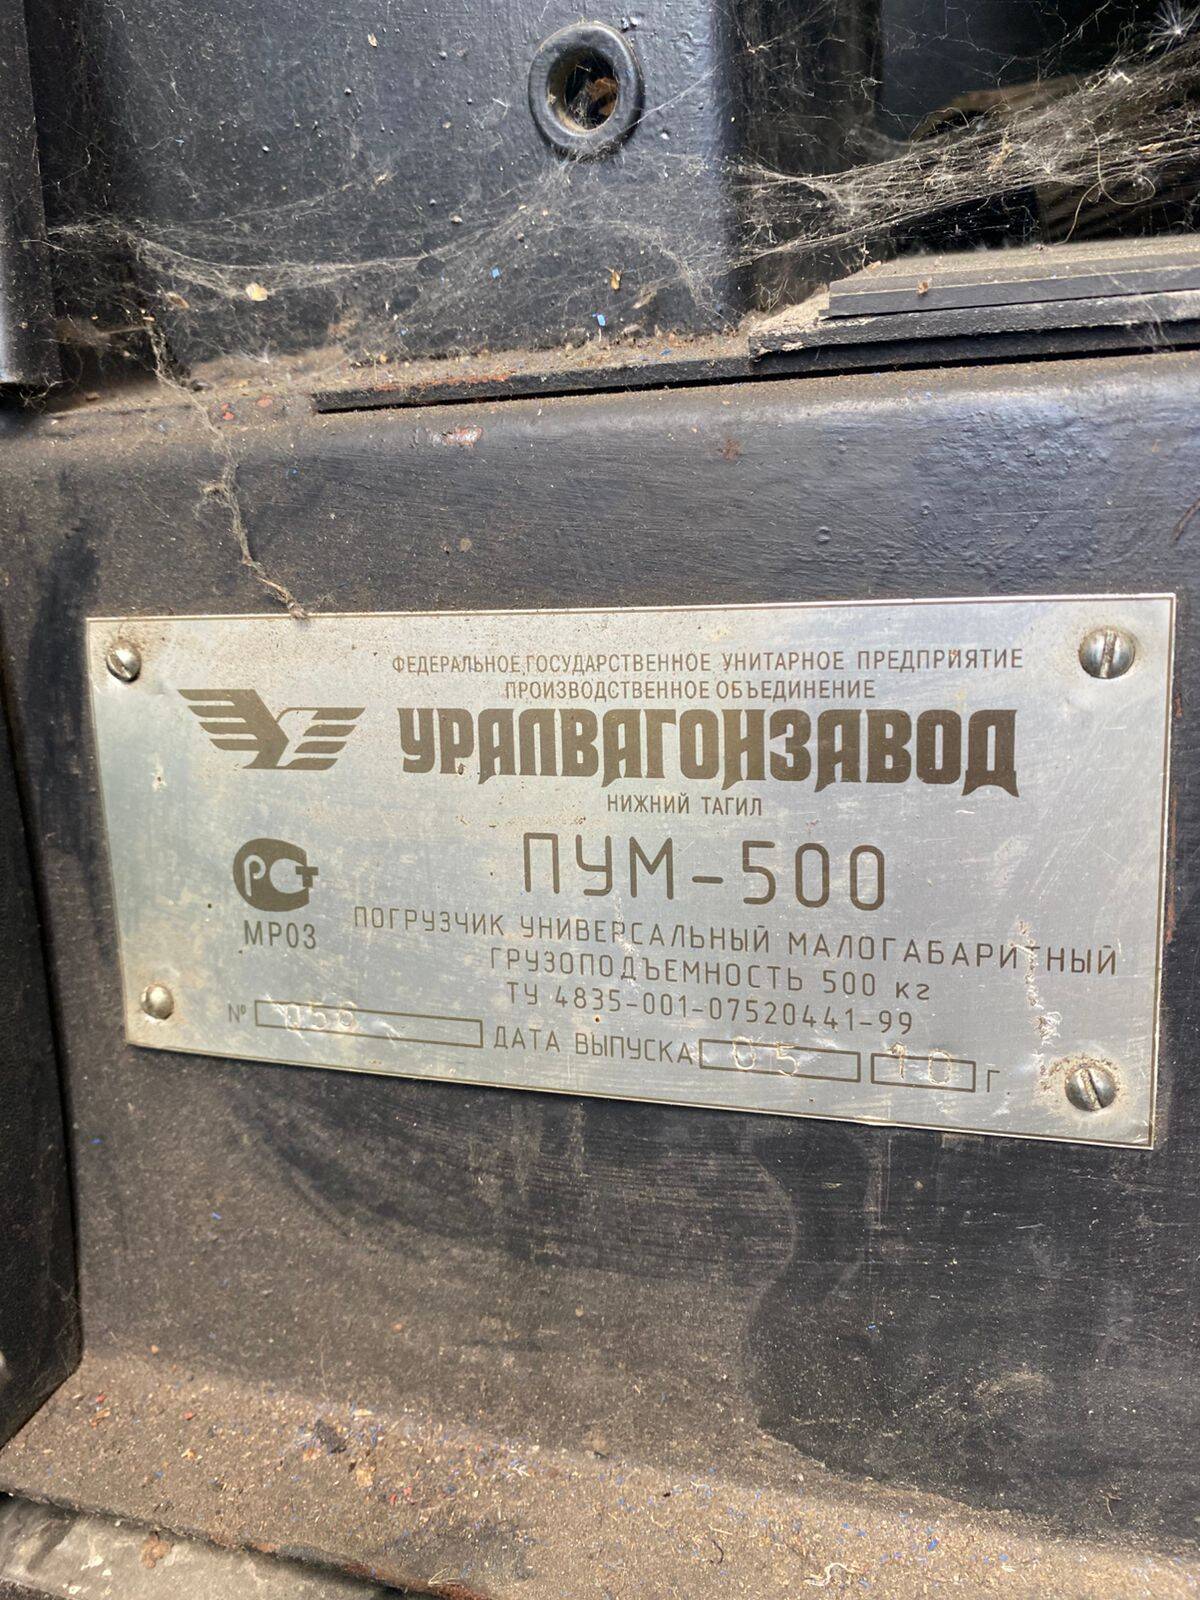 ФЕДЕРАЛЬНОЕ ГОСУДАРСТВЕННОЕ УНИТАРНОЕ ПРЕДПРИЯТИЕ
ПРОИЗВОДСТВЕННОЕ ОБЪЕДИНЕНИЕ
УРАЛВАГОНЗАВОД
НИЖНИЙ ТАГИЛ
ПУМ-500
РСТ
МР03
ПОГРУЗЧИК УНИВЕРСАЛЬНЫЙ МАЛОГАБАРИТНЫЙ
ГРУЗОПОДЪЕМНОСТЬ 500 кг
ТУ 4835-001-07520441-99
№ ДАТА ВЫПУСКА 05 10 г